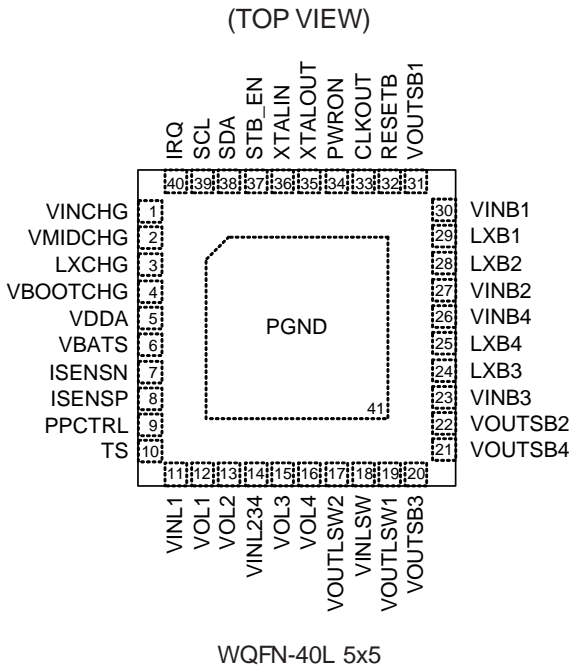 (TOP VIEW)
IRQ
SCL
SDA
STB_EN
XTALIN
XTALOUT
PWRON
CLKOUT
RESETB
VOUTSB1
40 39 38 37 36 35 34 33 32 31
VINCHG 1
VMIDCHG 2
LXCHG 3
VBOOTCHG 4
VDDA 5
VBATS 6
ISENSN 7
ISENSP 8
PPCTRL 9
TS 10
PGND
41
30 VINB1
29 LXB1
28 LXB2
27 VINB2
26 VINB4
25 LXB4
24 LXB3
23 VINB3
22 VOUTSB2
21 VOUTSB4
11 12 13 14 15 16 17 18 19 20
VINL1
VOL1
VOL2
VINL234
VOL3
VOL4
VOUTLSW2
VINLSW
VOUTLSW1
VOUTSB3
WQFN-40L 5x5